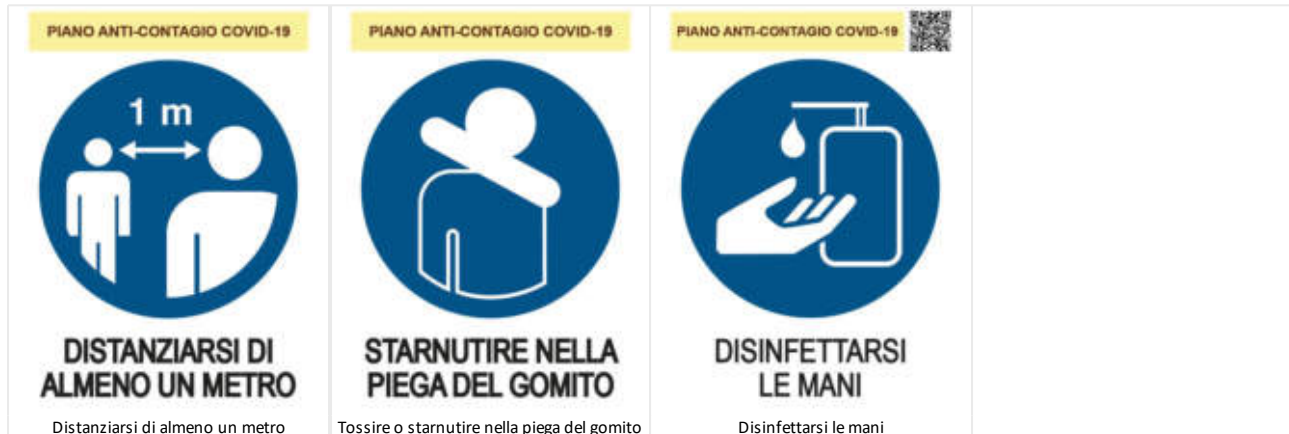 PIANO ANTI-CONTAGIO COVID-19
1 m
DISTANZIARSI DI
ALMENO UN METRO
Distanziarsi di almeno un metro
PIANO ANTI-CONTAGIO COVID-19
STARNUTIRE NELLA
PIEGA DEL GOMITO
Tossire o starnutire nella piega del gomito
PIANO ANTI-CONTAGIO COVID-19
DISINFETTARSI
LE MANI
Disinfettarsi le mani